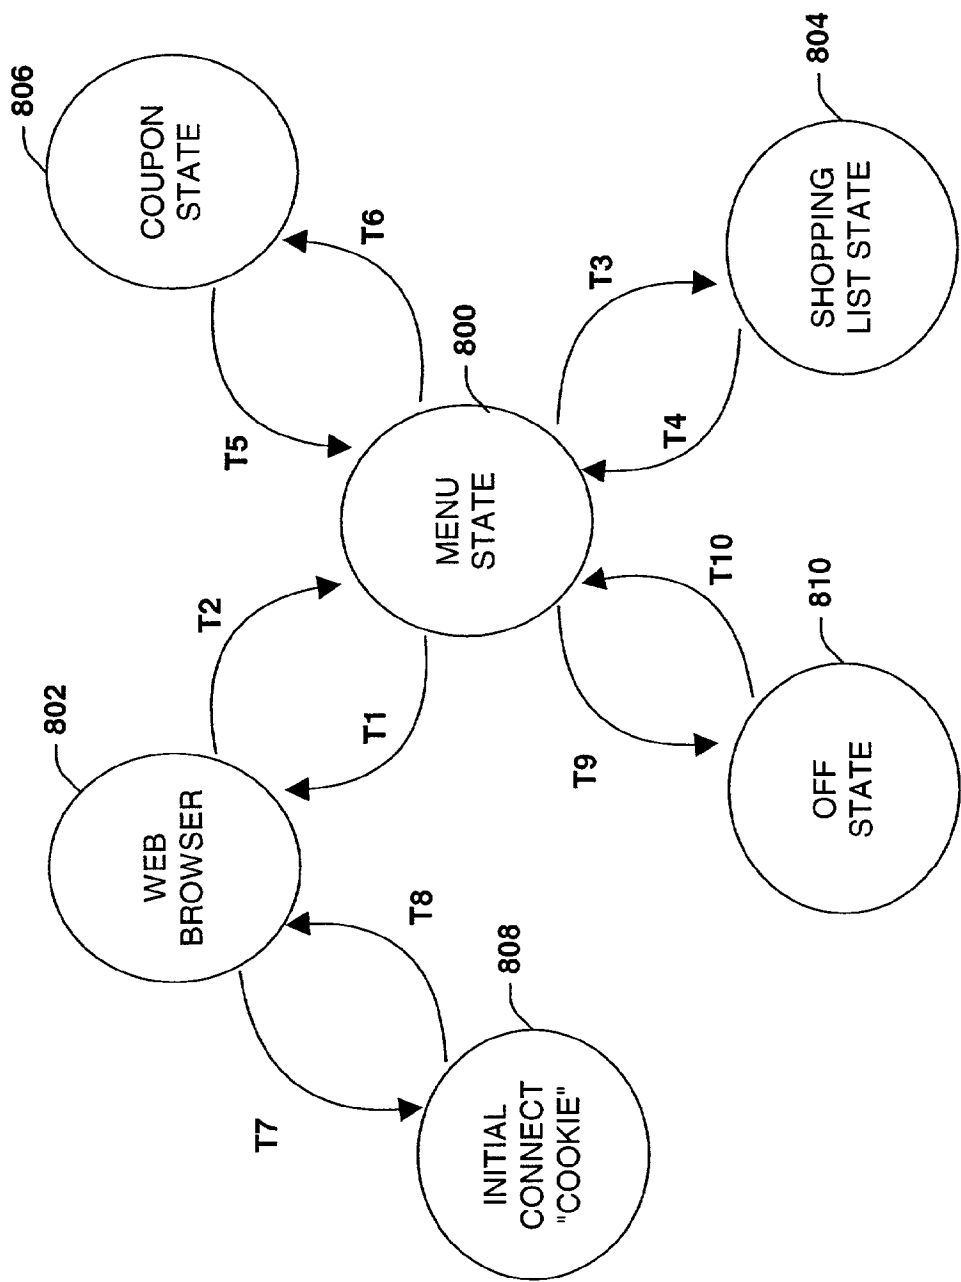 806
COUPON
STATE
804
SHOPPING
LIST STATE
T6
T5
T3
T4
800
MENU
STATE
T2
T1
T10
T9
802
WEB
BROWSER
810
OFF
STATE
T8
T7
808
INITIAL
CONNECT
"COOKIE"